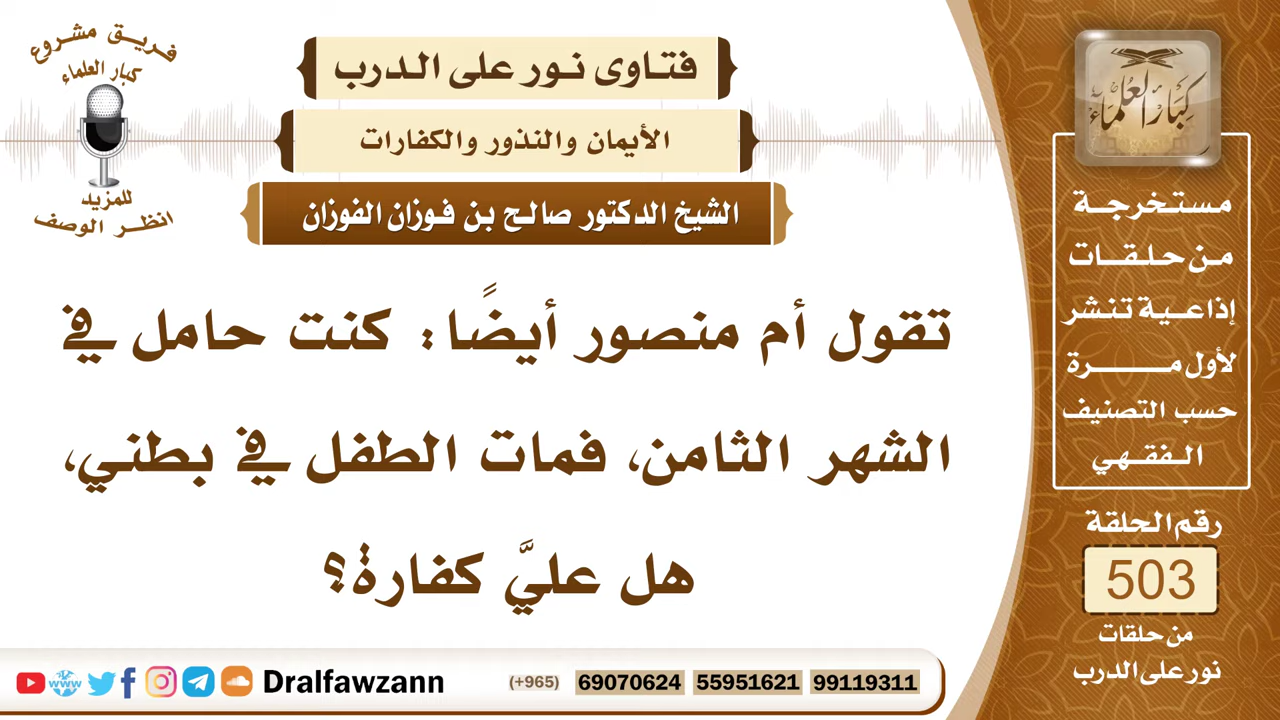 فريق مشروع
كبار العلماء
للمزيد
انظر الوصف
فتاوى نور على الدرب
الأيمان والنذور والكفارات
الشيخ الدكتور صالح بن فوزان الفوزان
تقول أم منصور أيضًا: كنت حامل في
الشهر الثامن، فمات الطفل في بطني،
هل عليَّ كفارةٌ؟
كبار العلماء
مستخرجة
من حلقات
إذاعية تنشر
لأول مرة
حسب التصنيف
الفقهي
رقم الحلقة
503
من حلقات
نور على الدرب
www Dralfawzann (+965) 69070624 55951621 99119311